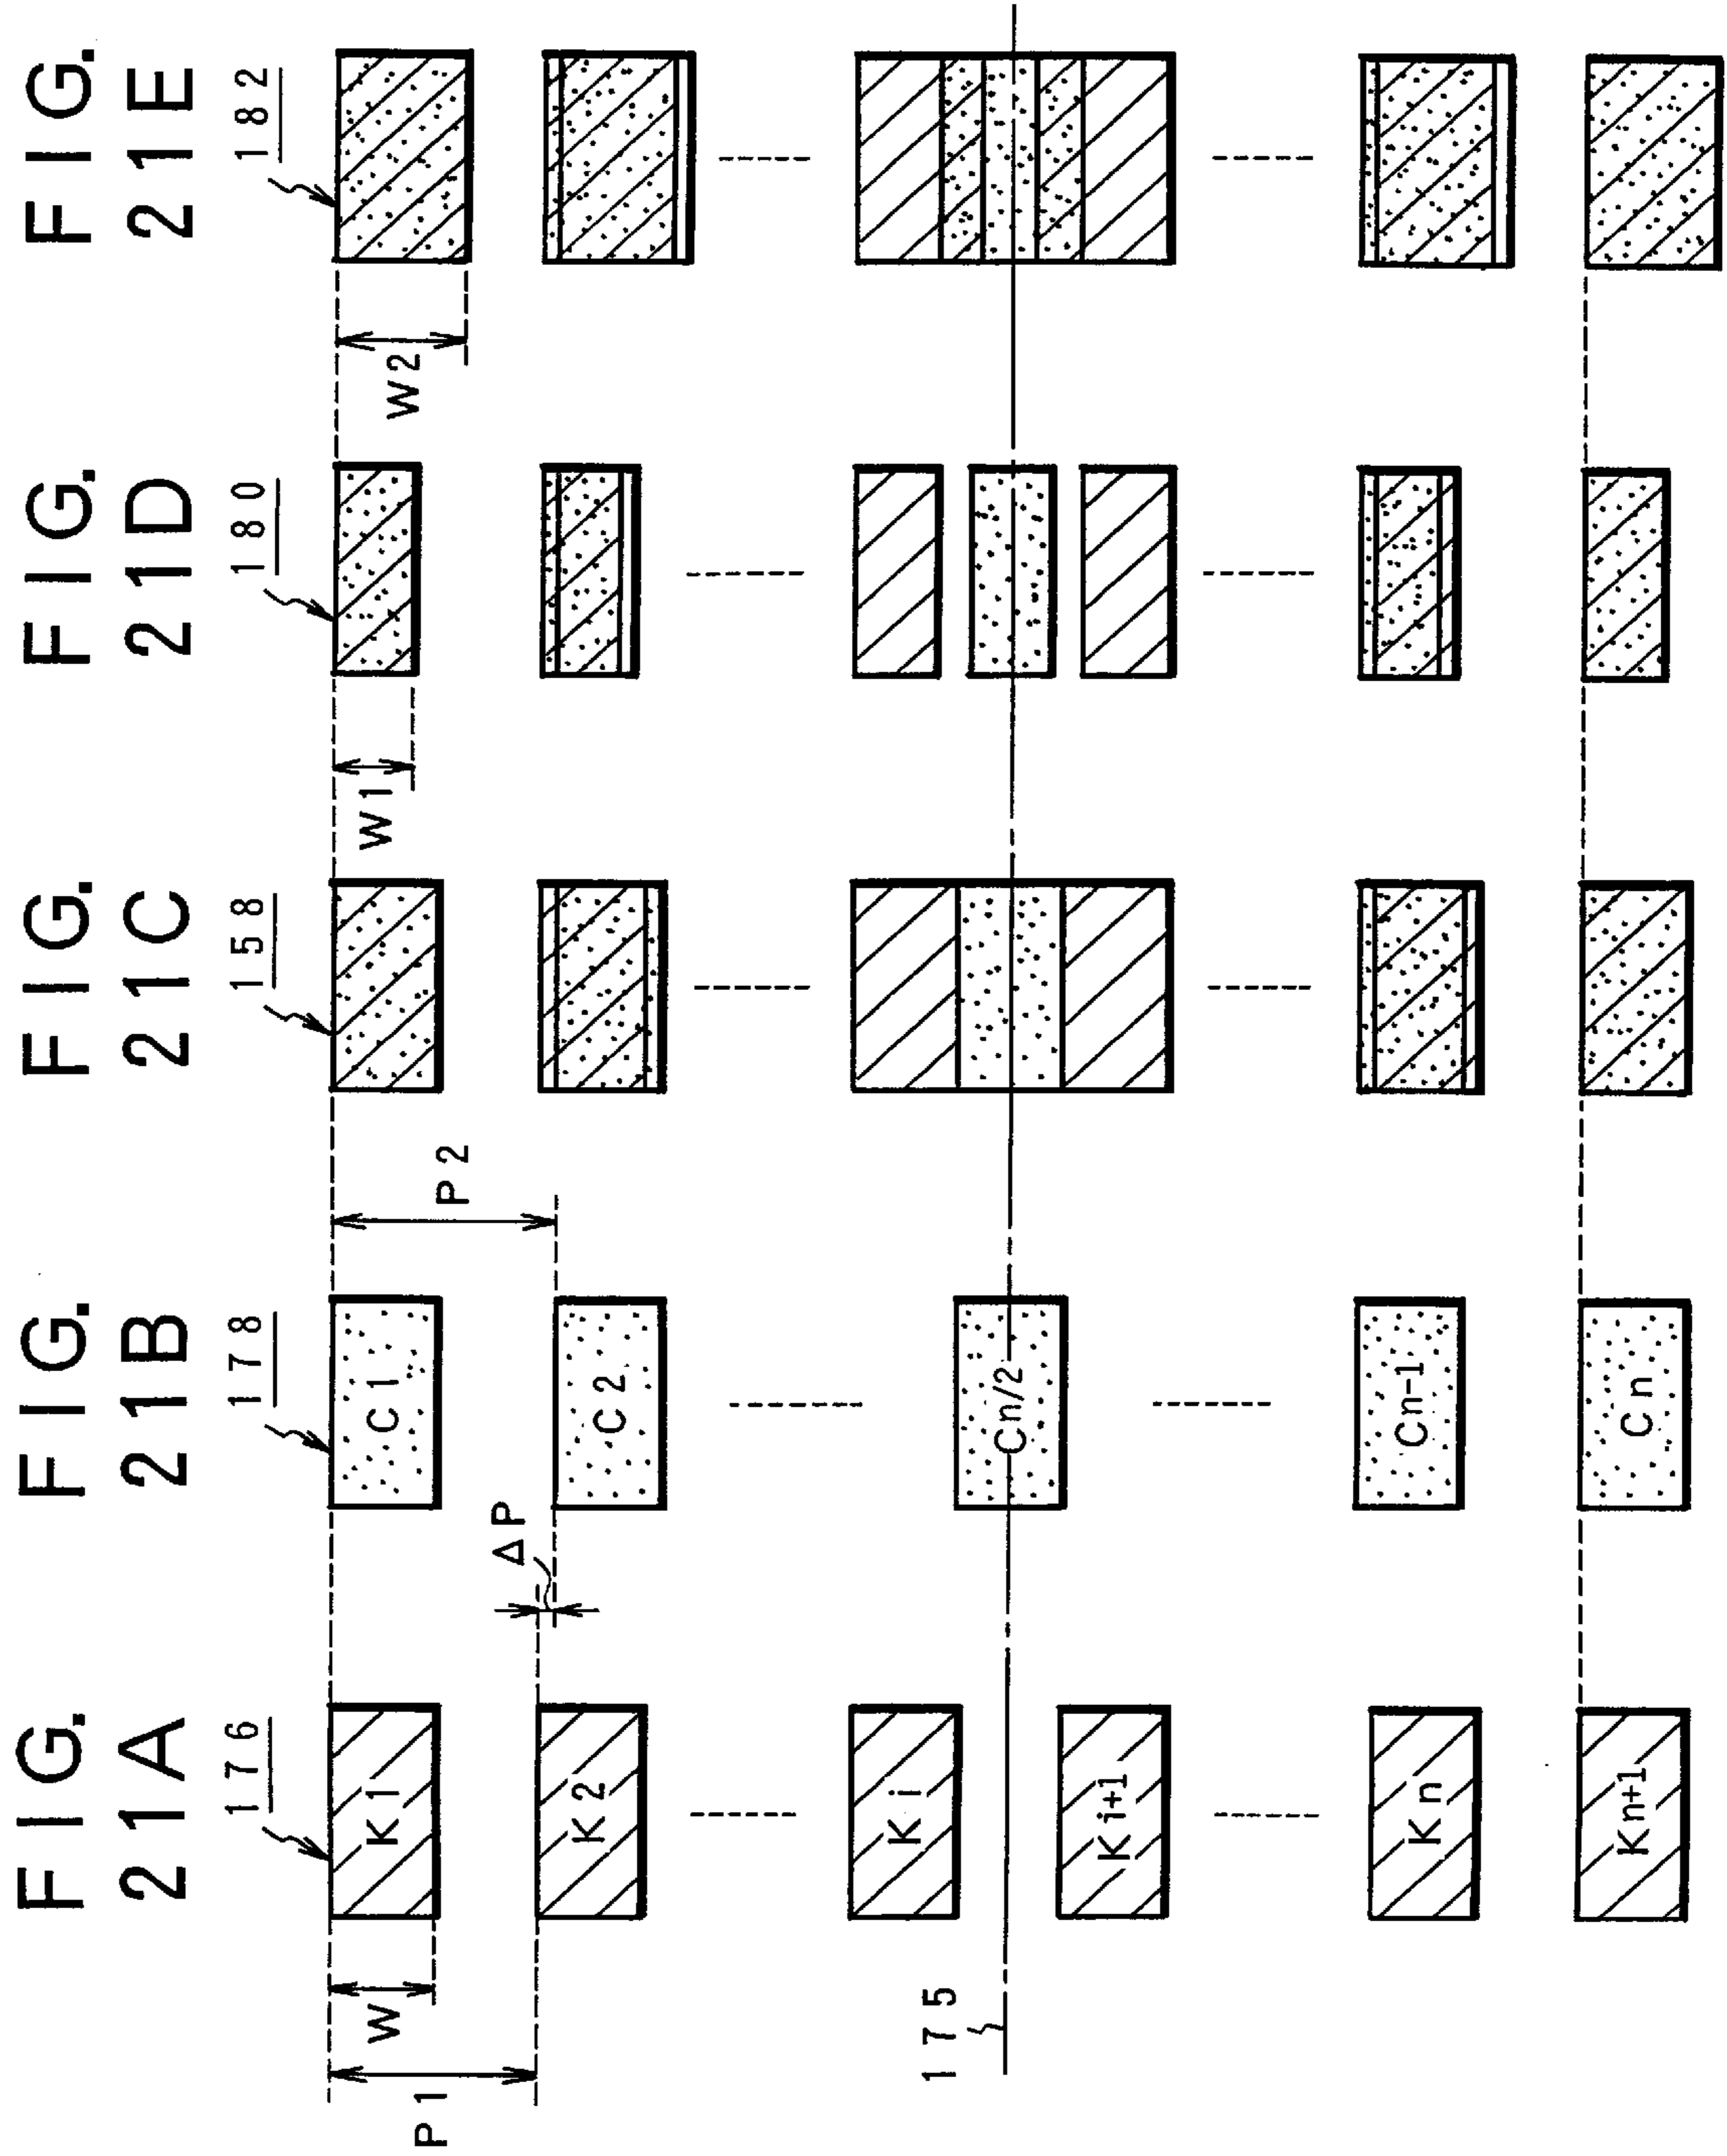 FIG. 21A
176
K1
K2
Ki
Ki+1
Kn
Kn+1
W
P1
175
FIG. 21B
178
C1
C2
Cn/2
Cn-1
Cn
ΔP
P2
FIG. 21C
158
FIG. 21D
180
W1
FIG. 21E
182
W2